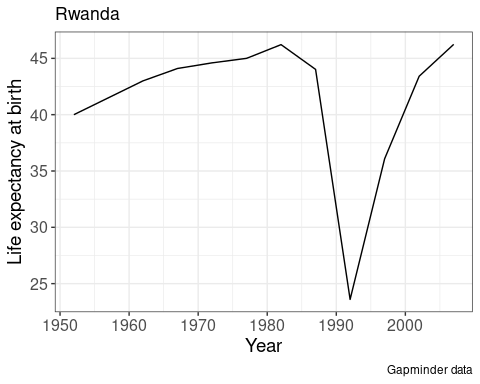 Rwanda
Life expectancy at birth
45
40
35
30
25
1950 1960 1970 1980 1990 2000
Year
Gapminder data